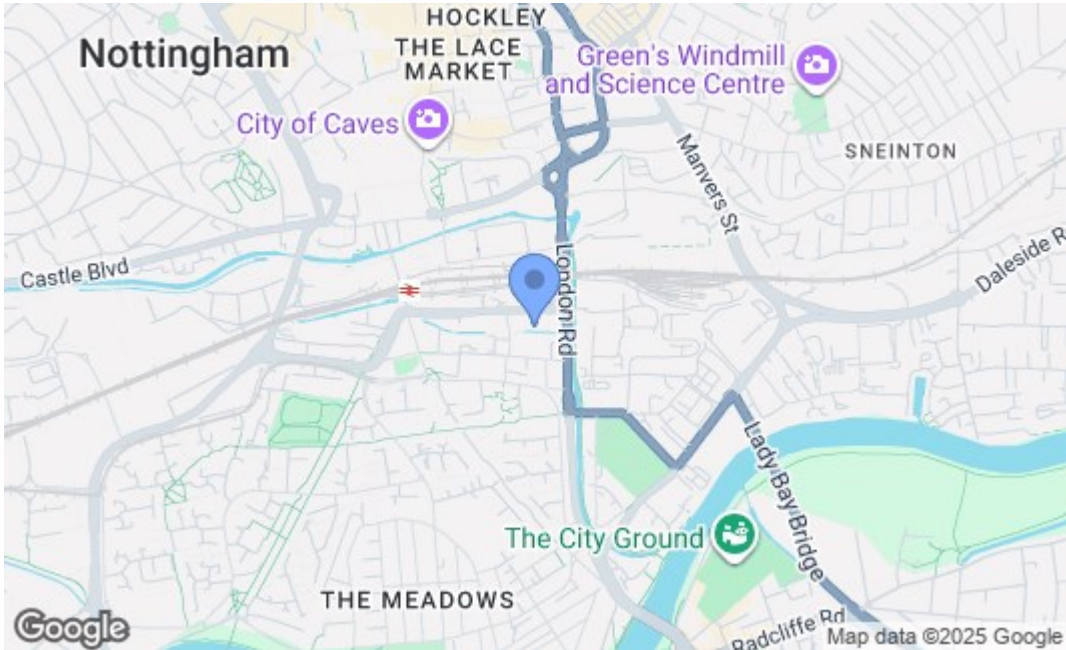 HOCKLEY
Nottingham
THE LACE
MARKET
Green's Windmill
and Science Centre
City of Caves
SNEINTON
Manvers St
Castle Blvd
London Rd
Daleside R
Lady Bay Bridge
The City Ground
THE MEADOWS
Radcliffe Rd
Google
Map data ©2025 Google